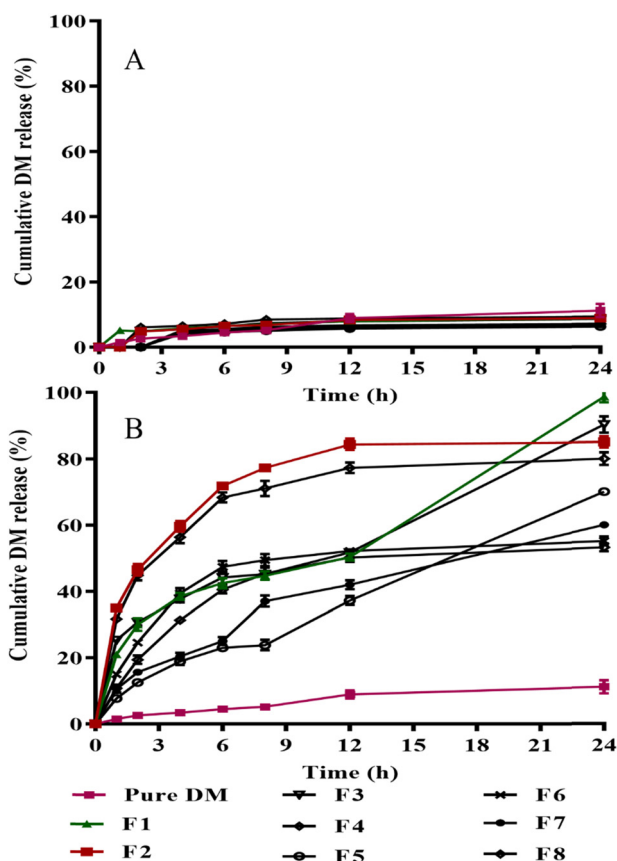 100
A
80
60
40
20
0
Cumulative DM release (%)
0 3 6 9 12 15 18 21 24
Time (h)
100
B
80
60
40
20
0
Cumulative DM release (%)
0 3 6 9 12 15 18 21 24
Time (h)
Pure DM F3 F6
F1 F4 F7
F2 F5 F8